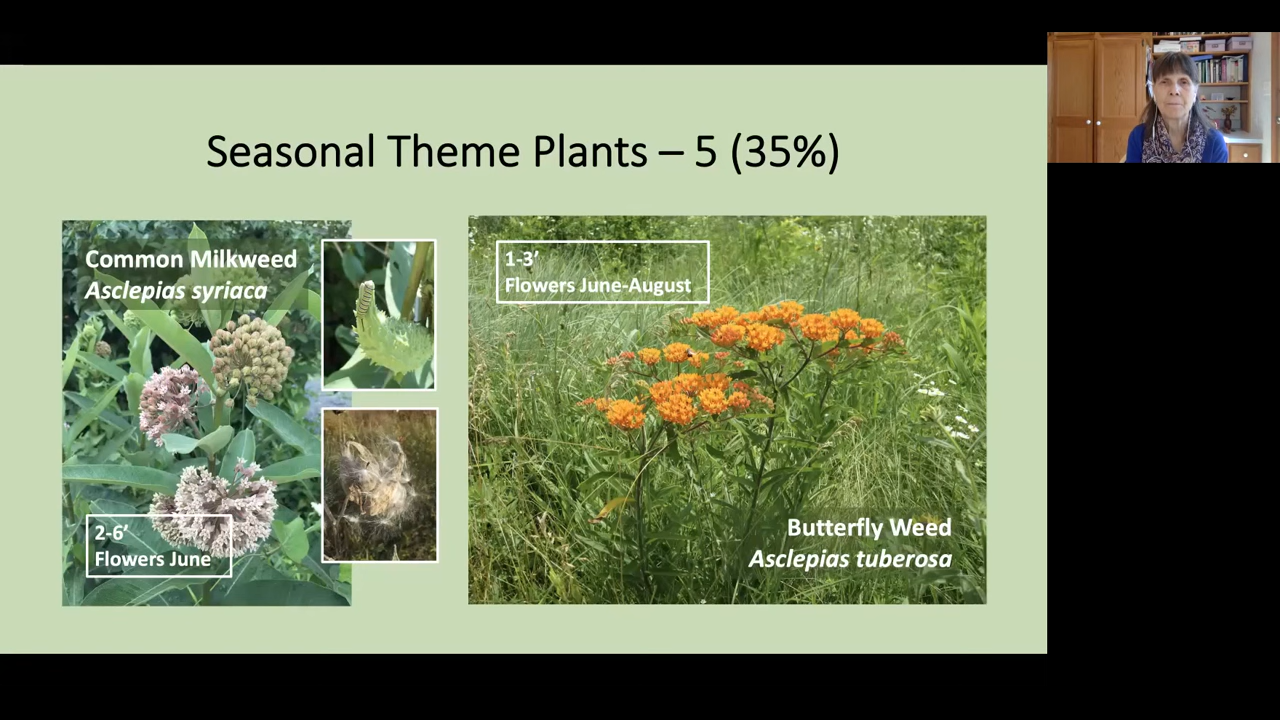 Seasonal Theme Plants – 5 (35%)
Common Milkweed
Asclepias syriaca
2-6’
Flowers June
1-3’
Flowers June-August
Butterfly Weed
Asclepias tuberosa